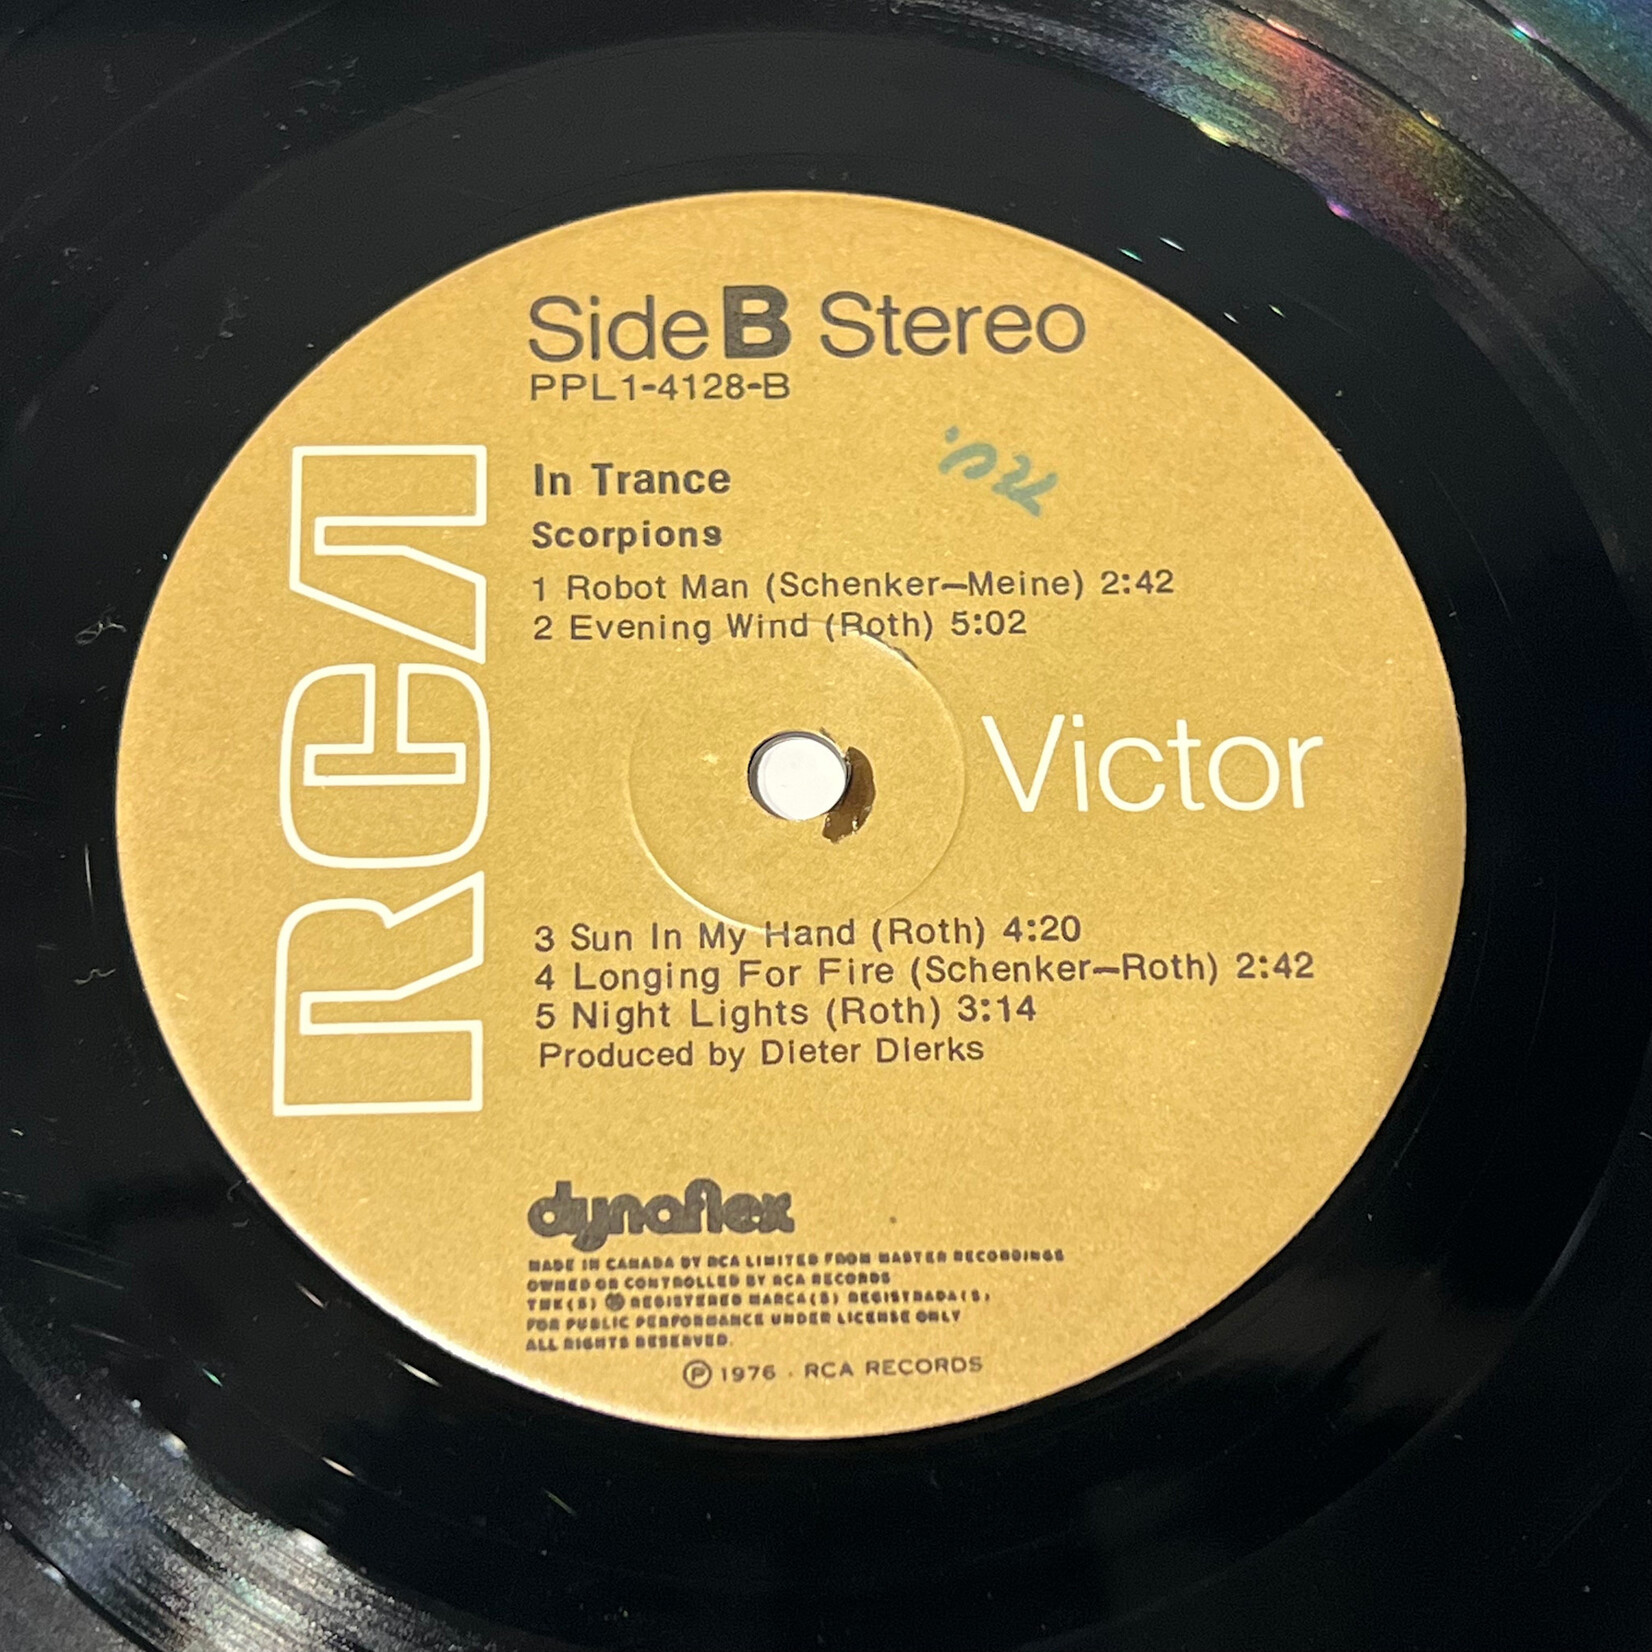 Side B Stereo
PPL1-4128-B
In Trance
Scorpions
1 Robot Man (Schenker—Meine) 2:42
2 Evening Wind (Roth) 5:02
RCA
Victor
3 Sun In My Hand (Roth) 4:20
4 Longing For Fire (Schenker—Roth) 2:42
5 Night Lights (Roth) 3:14
Produced by Dieter Dierks
dynaflex
MADE IN CANADA BY RCA LIMITED FROM MASTER RECORDINGS
OWNED OR CONTROLLED BY RCA RECORDS
TMK(S) ® REGISTERED MARCA(S) REGISTRADA(S).
FOR PUBLIC PERFORMANCE UNDER LICENSE ONLY
ALL RIGHTS RESERVED.
℗ 1976 · RCA RECORDS